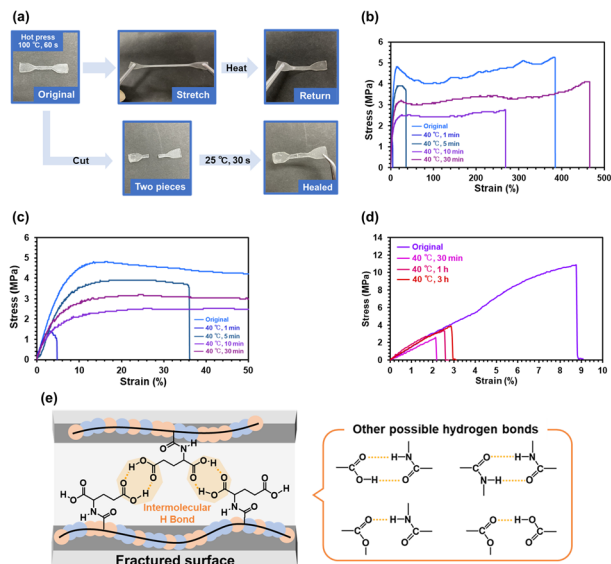 (a)
Hot press
100 °C, 60 s
Original
Stretch
Heat
Return
Cut
Two pieces
25 °C, 30 s
Healed
(b)
Stress (MPa)
6
5
4
3
2
1
0
0 100 200 300 400 500
Strain (%)
Original
40 °C, 1 min
40 °C, 5 min
40 °C, 10 min
40 °C, 30 min
(c)
Stress (MPa)
6
5
4
3
2
1
0
0 10 20 30 40 50
Strain (%)
Original
40 °C, 1 min
40 °C, 5 min
40 °C, 10 min
40 °C, 30 min
(d)
Stress (MPa)
14
12
10
8
6
4
2
0
0 1 2 3 4 5 6 7 8 9 10
Strain (%)
Original
40 °C, 30 min
40 °C, 1 h
40 °C, 3 h
(e)
Intermolecular
H Bond
Fractured surface
Other possible hydrogen bonds